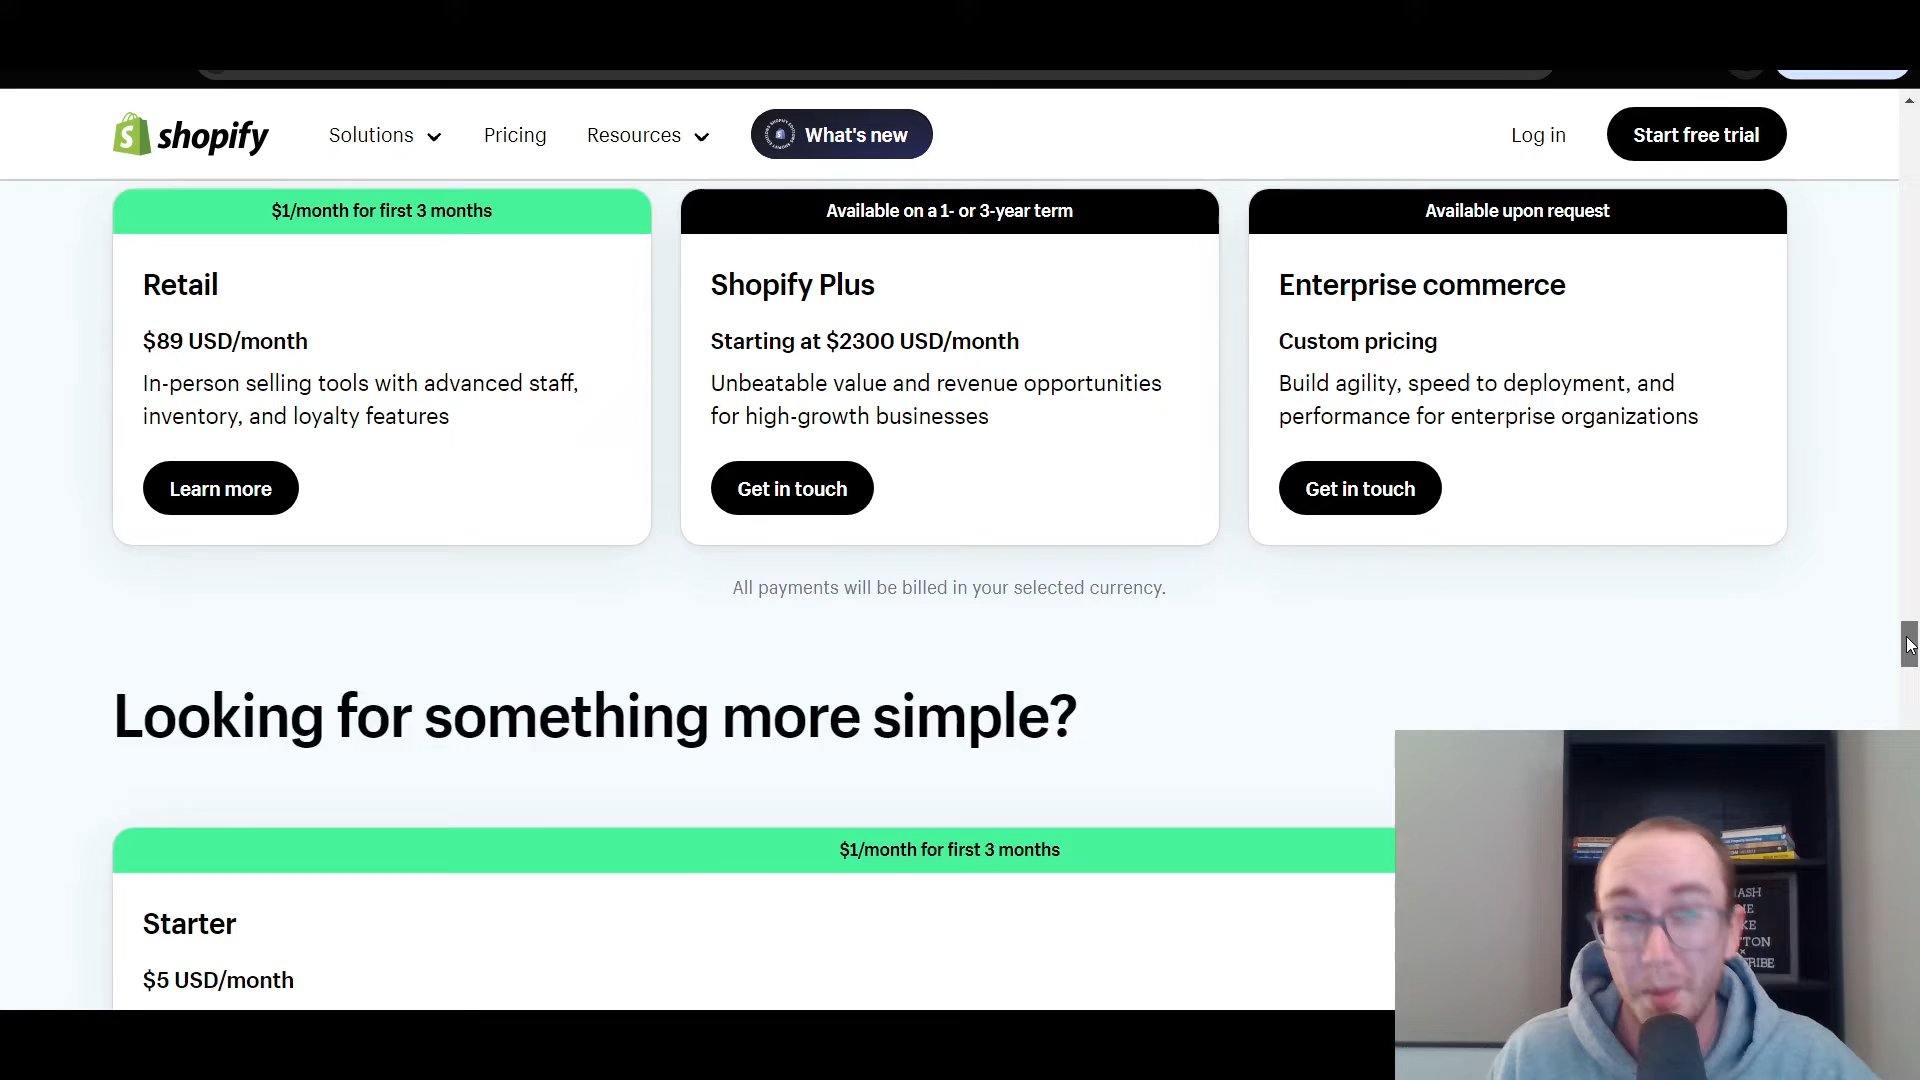 shopify
Solutions
Pricing
Resources
What's new
Log in
Start free trial
$1/month for first 3 months
Retail
$89 USD/month
In-person selling tools with advanced staff,
inventory, and loyalty features
Learn more
Available on a 1- or 3-year term
Shopify Plus
Starting at $2300 USD/month
Unbeatable value and revenue opportunities
for high-growth businesses
Get in touch
Available upon request
Enterprise commerce
Custom pricing
Build agility, speed to deployment, and
performance for enterprise organizations
Get in touch
All payments will be billed in your selected currency.
Looking for something more simple?
$1/month for first 3 months
Starter
$5 USD/month